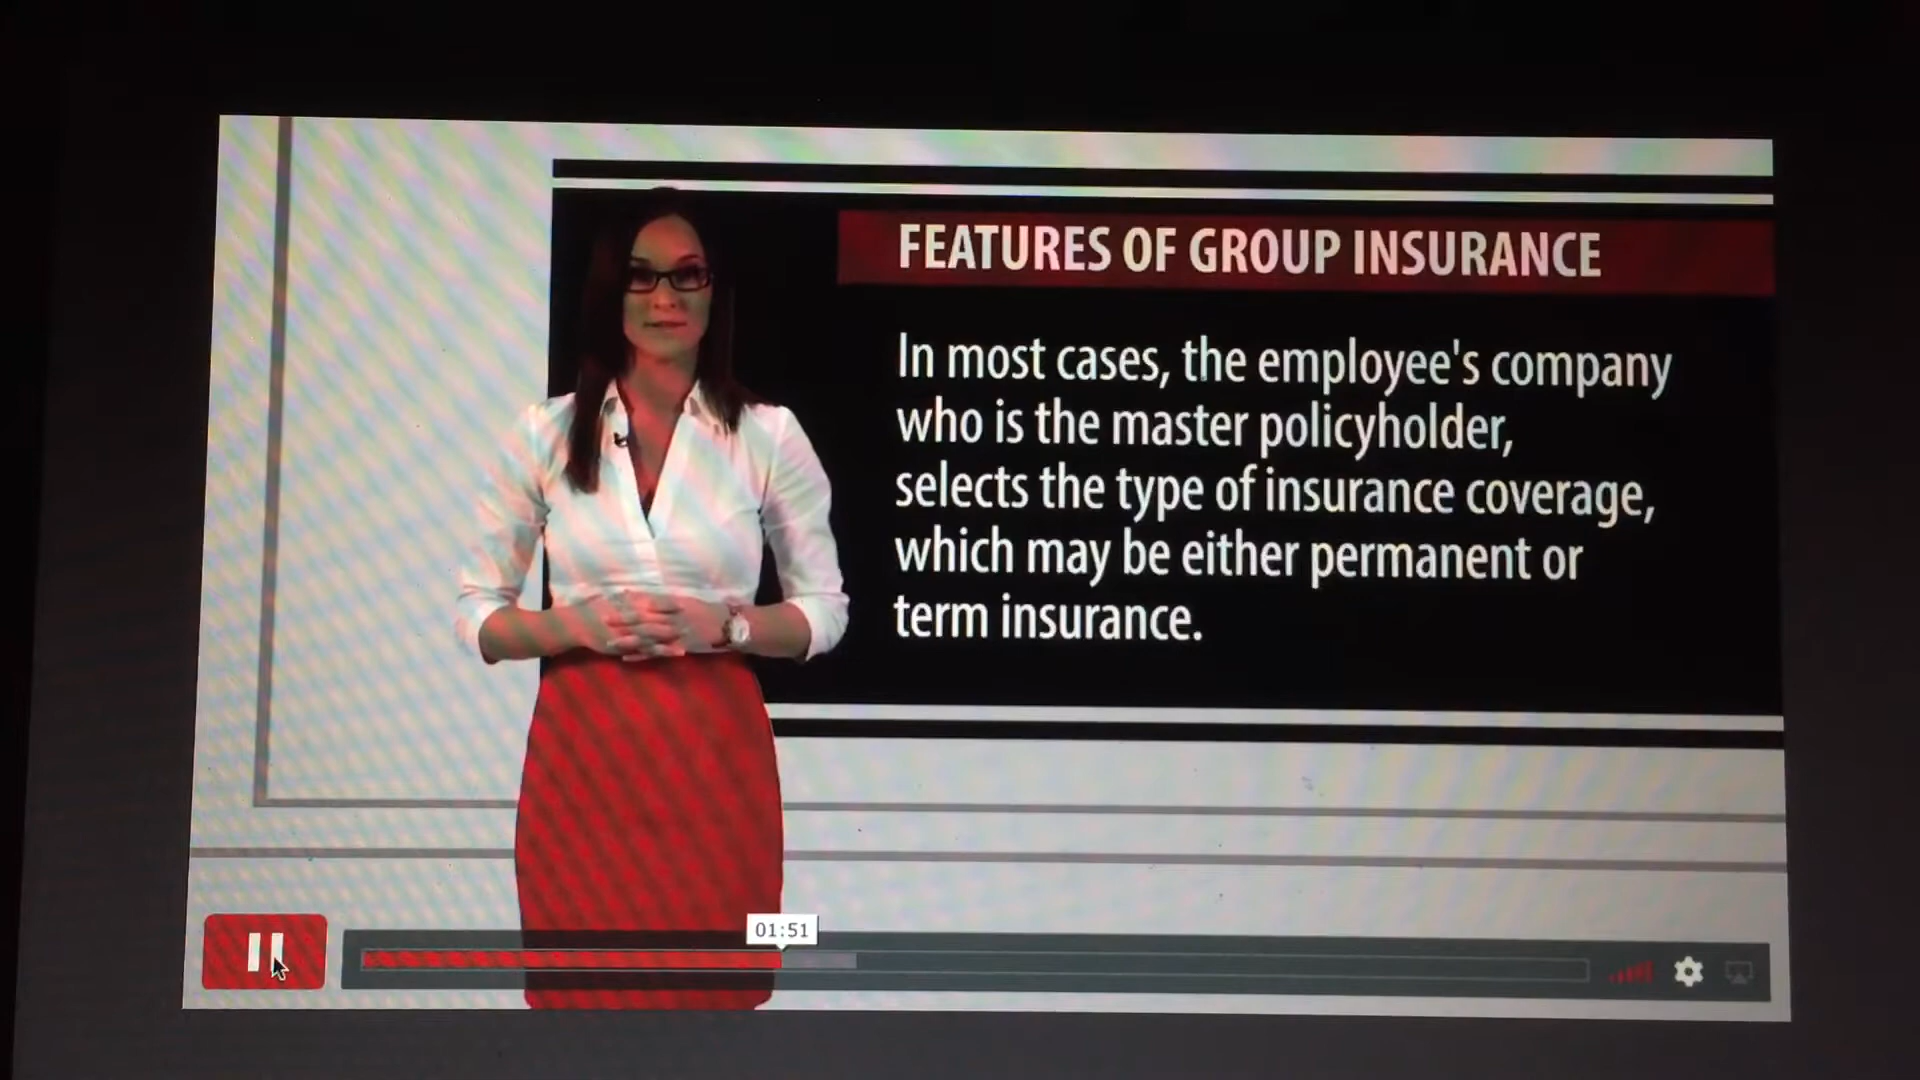 FEATURES OF GROUP INSURANCE
In most cases, the employee's company
who is the master policyholder,
selects the type of insurance coverage,
which may be either permanent or
term insurance.
01:51